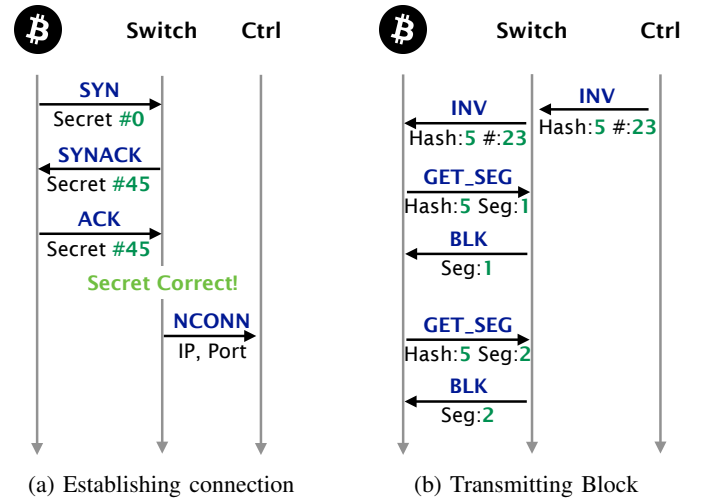 Switch Ctrl
SYN
Secret #0
SYNACK
Secret #45
ACK
Secret #45
Secret Correct!
NCONN
IP, Port
(a) Establishing connection
Switch Ctrl
INV
Hash:5 #:23
INV
Hash:5 #:23
GET_SEG
Hash:5 Seg:1
BLK
Seg:1
GET_SEG
Hash:5 Seg:2
BLK
Seg:2
(b) Transmitting Block